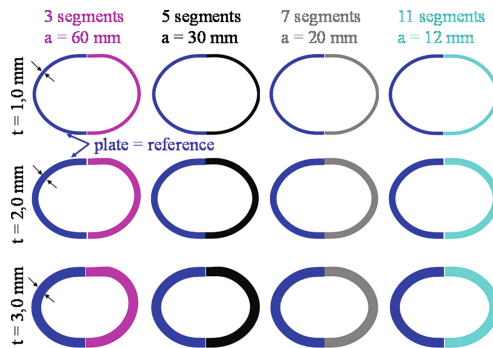 3 segments
a = 60 mm
5 segments
a = 30 mm
7 segments
a = 20 mm
11 segments
a = 12 mm
t = 1,0 mm
plate = reference
t = 2,0 mm
t = 3,0 mm